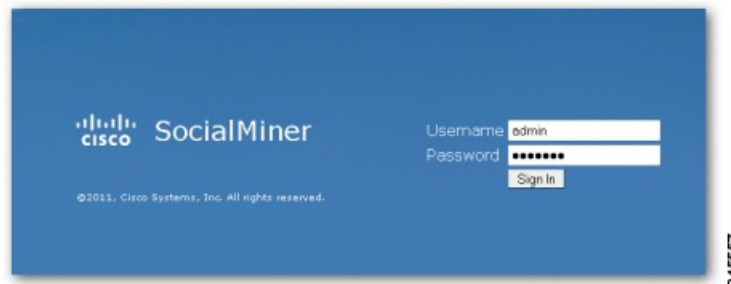 CISCO
SocialMiner
Username admin
Password •••••••
Sign In
©2011, Cisco Systems, Inc. All rights reserved.